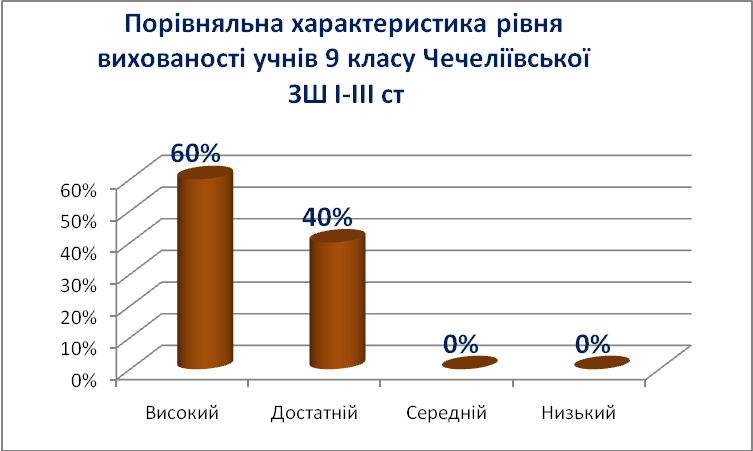 Порівняльна характеристика рівня
вихованості учнів 9 класу Чечеліївської
ЗШ І-ІІІ ст
60%
40%
0%
0%
60%
50%
40%
30%
20%
10%
0%
Високий
Достатній
Середній
Низький